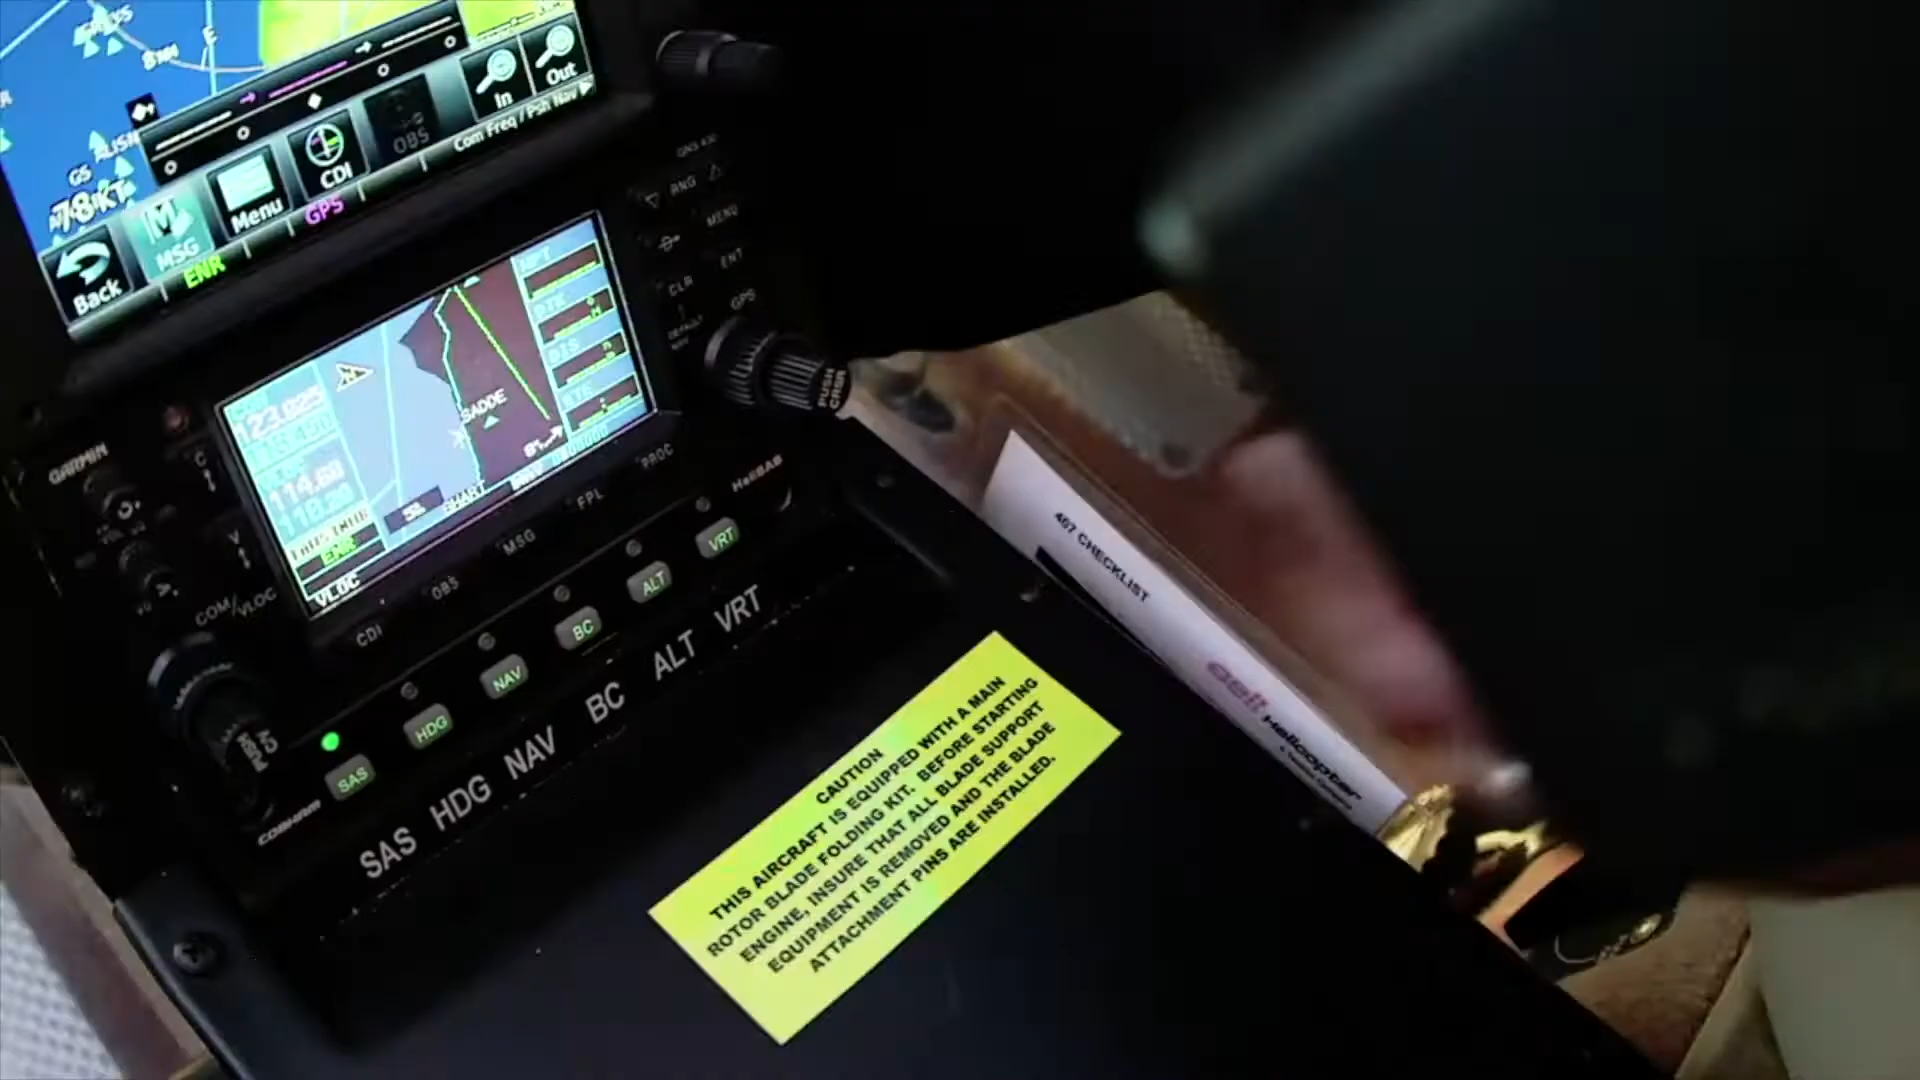 In
Out
OBS
CDI
Menu
MSG
Back
GS
78KT
ENR
GPS
Com Freq / Psh Nav
RNG
MENU
CLR
ENT
GPS
PUSH
CRSR
GARMIN
COM/VLOC
SADDE
VLOC
CDI
OBS
MSG
FPL
PROC
HeliSAS
SAS
HDG
NAV
BC
ALT
VRT
COBHAM
SAS HDG NAV BC ALT VRT
407 CHECKLIST
Helicopter
CAUTION
THIS AIRCRAFT IS EQUIPPED WITH A MAIN
ROTOR BLADE FOLDING KIT. BEFORE STARTING
ENGINE, INSURE THAT ALL BLADE SUPPORT
EQUIPMENT IS REMOVED AND THE BLADE
ATTACHMENT PINS ARE INSTALLED.